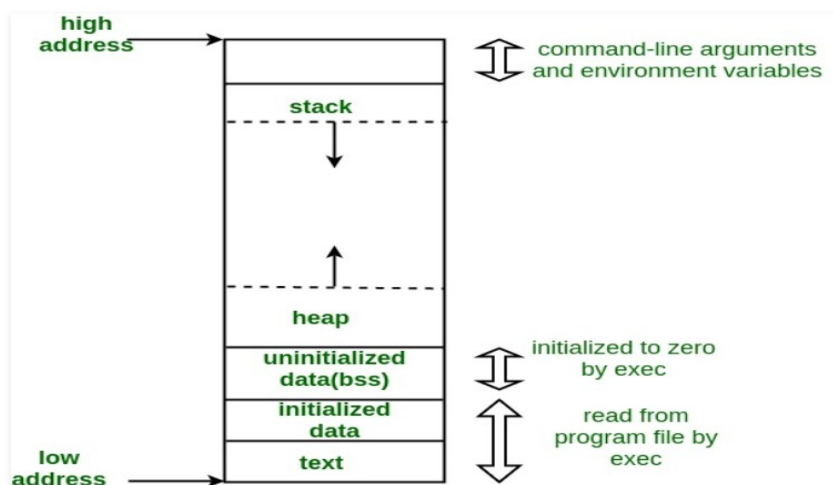 high
address
command-line arguments
and environment variables
stack
heap
uninitialized
data(bss)
initialized to zero
by exec
initialized
data
read from
program file by
exec
text
low
address